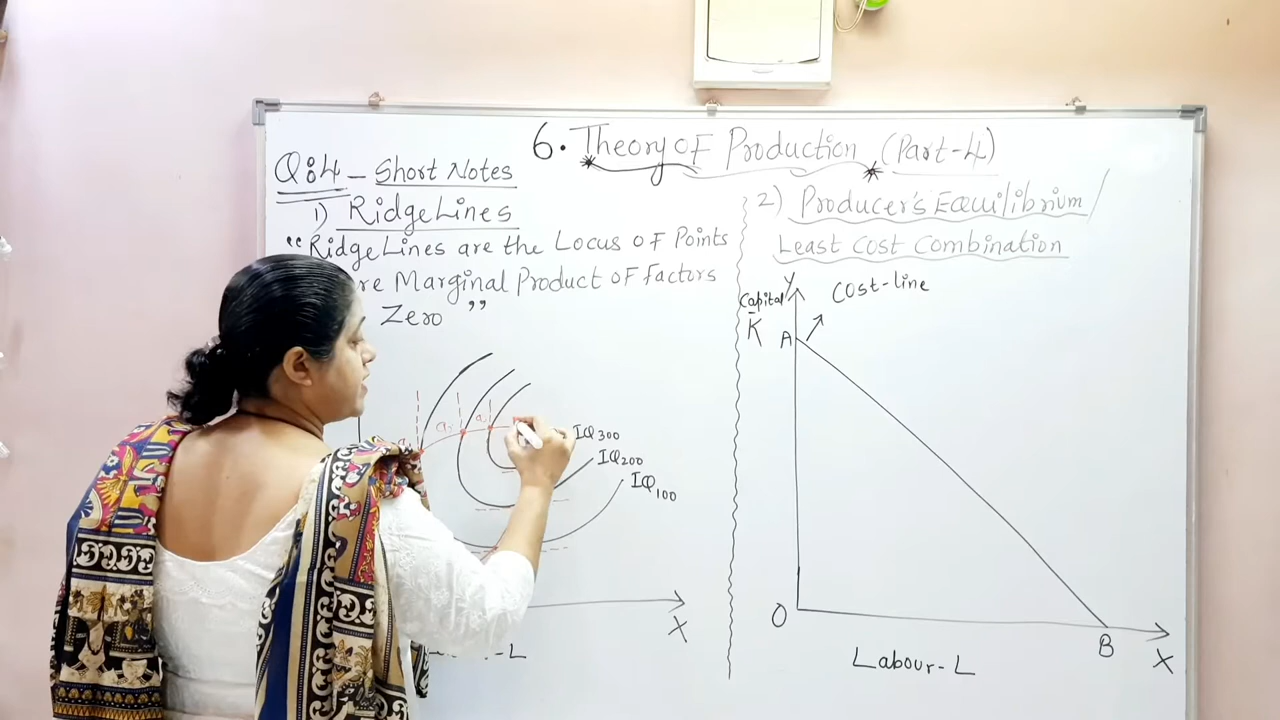 6. Theory OF Production (Part-4)
Q:4 - Short Notes
1) Ridge Lines
"Ridge Lines are the Locus OF Points
re Marginal Product OF factors
Zero"
IQ300
IQ200
IQ100
X
L
2) Producer's Equilibrium/
Least Cost Combination
Y
Capital
K
Cost-line
A
O
B
X
Labour-L